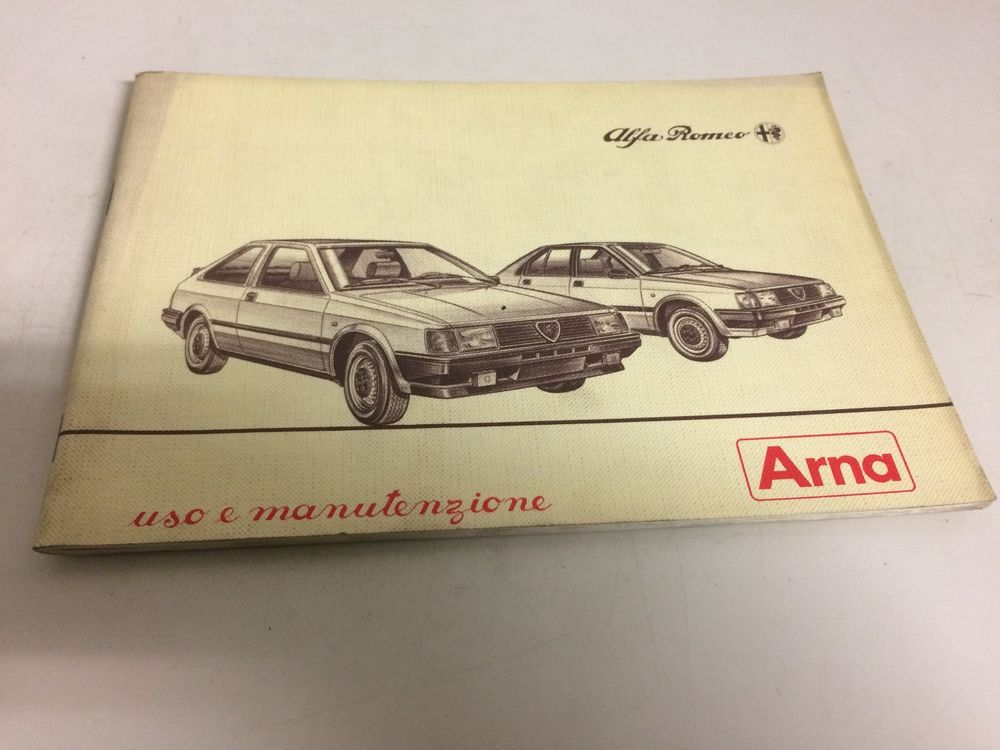 Alfa Romeo
Arna
uso e manutenzione